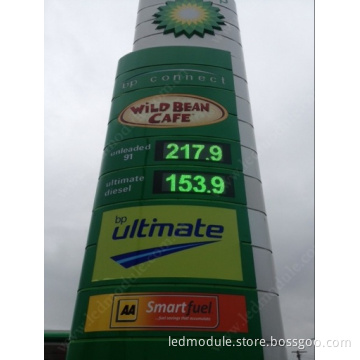 bp connect
WILD BEAN
CAFE
unleaded
91
217.9
ultimate
diesel
153.9
bp
ultimate
AA
Smartfuel
ledmodule.store.bossgoo.com